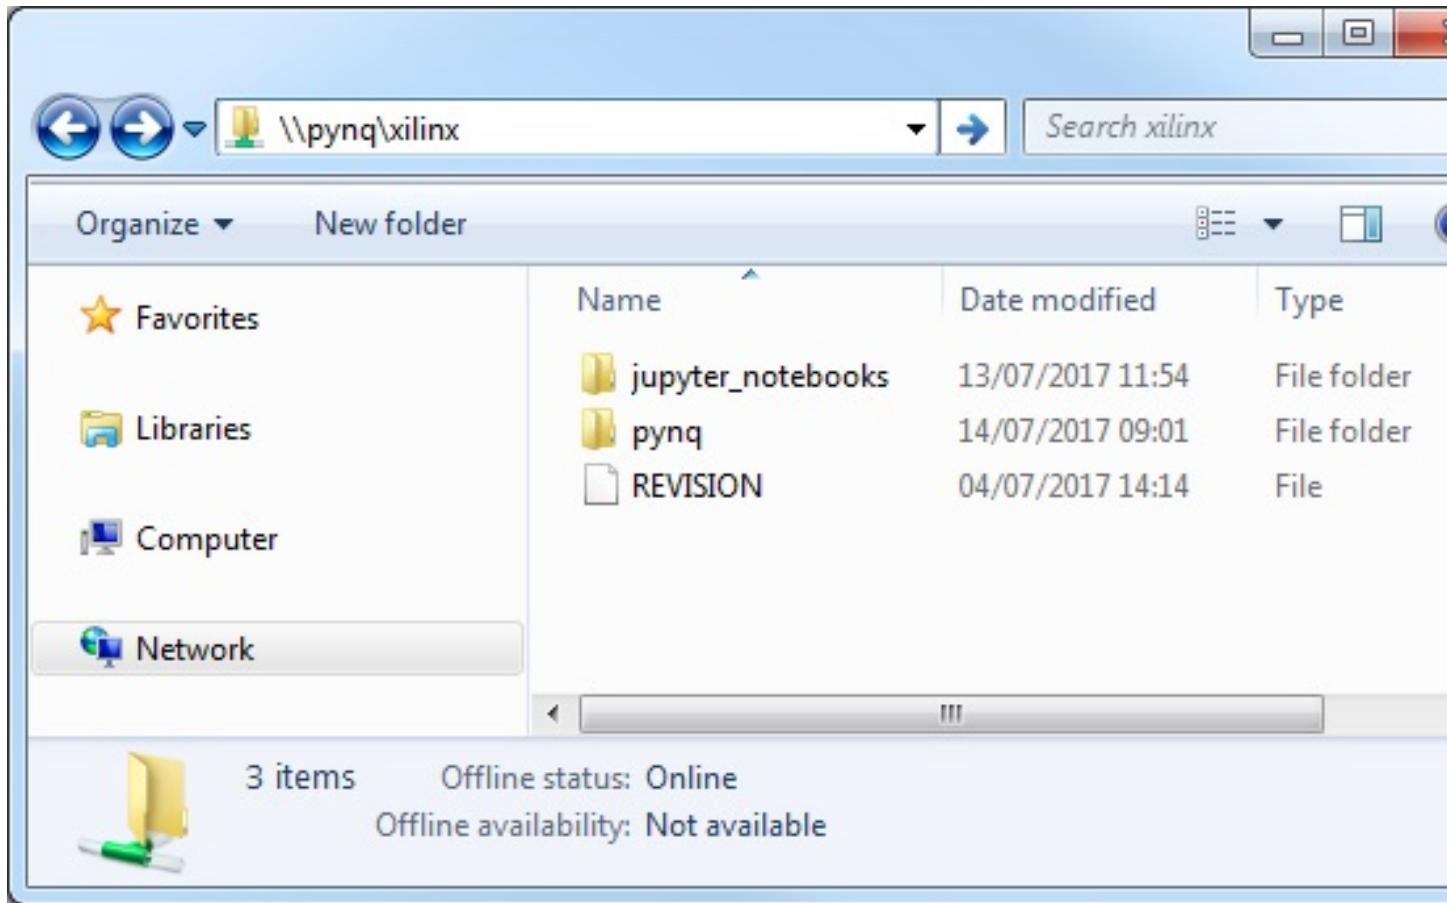 \\pynq\xilinx
Search xilinx
Organize
New folder
Favorites
Libraries
Computer
Network
Name Date modified Type
jupyter_notebooks 13/07/2017 11:54 File folder
pynq 14/07/2017 09:01 File folder
REVISION 04/07/2017 14:14 File
3 items Offline status: Online
Offline availability: Not available